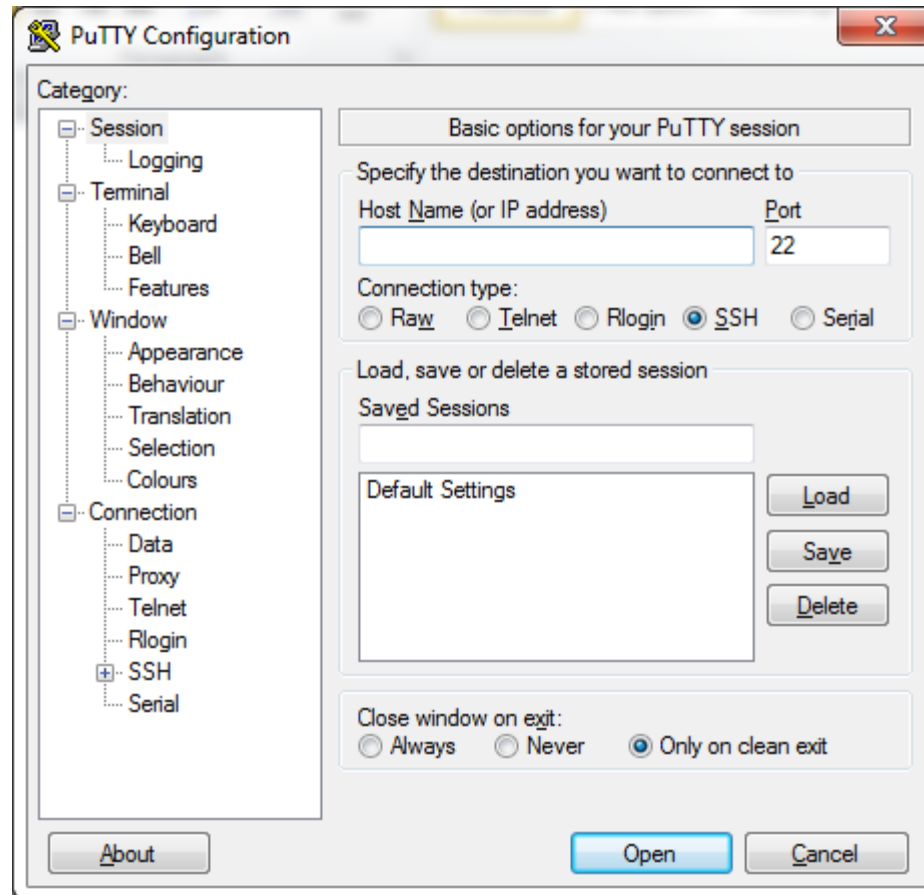 PuTTY Configuration
Category:
Session
Logging
Terminal
Keyboard
Bell
Features
Window
Appearance
Behaviour
Translation
Selection
Colours
Connection
Data
Proxy
Telnet
Rlogin
SSH
Serial
Basic options for your PuTTY session
Specify the destination you want to connect to
Host Name (or IP address) Port
22
Connection type:
Raw Telnet Rlogin SSH Serial
Load, save or delete a stored session
Saved Sessions
Default Settings
Load
Save
Delete
Close window on exit:
Always Never Only on clean exit
About Open Cancel